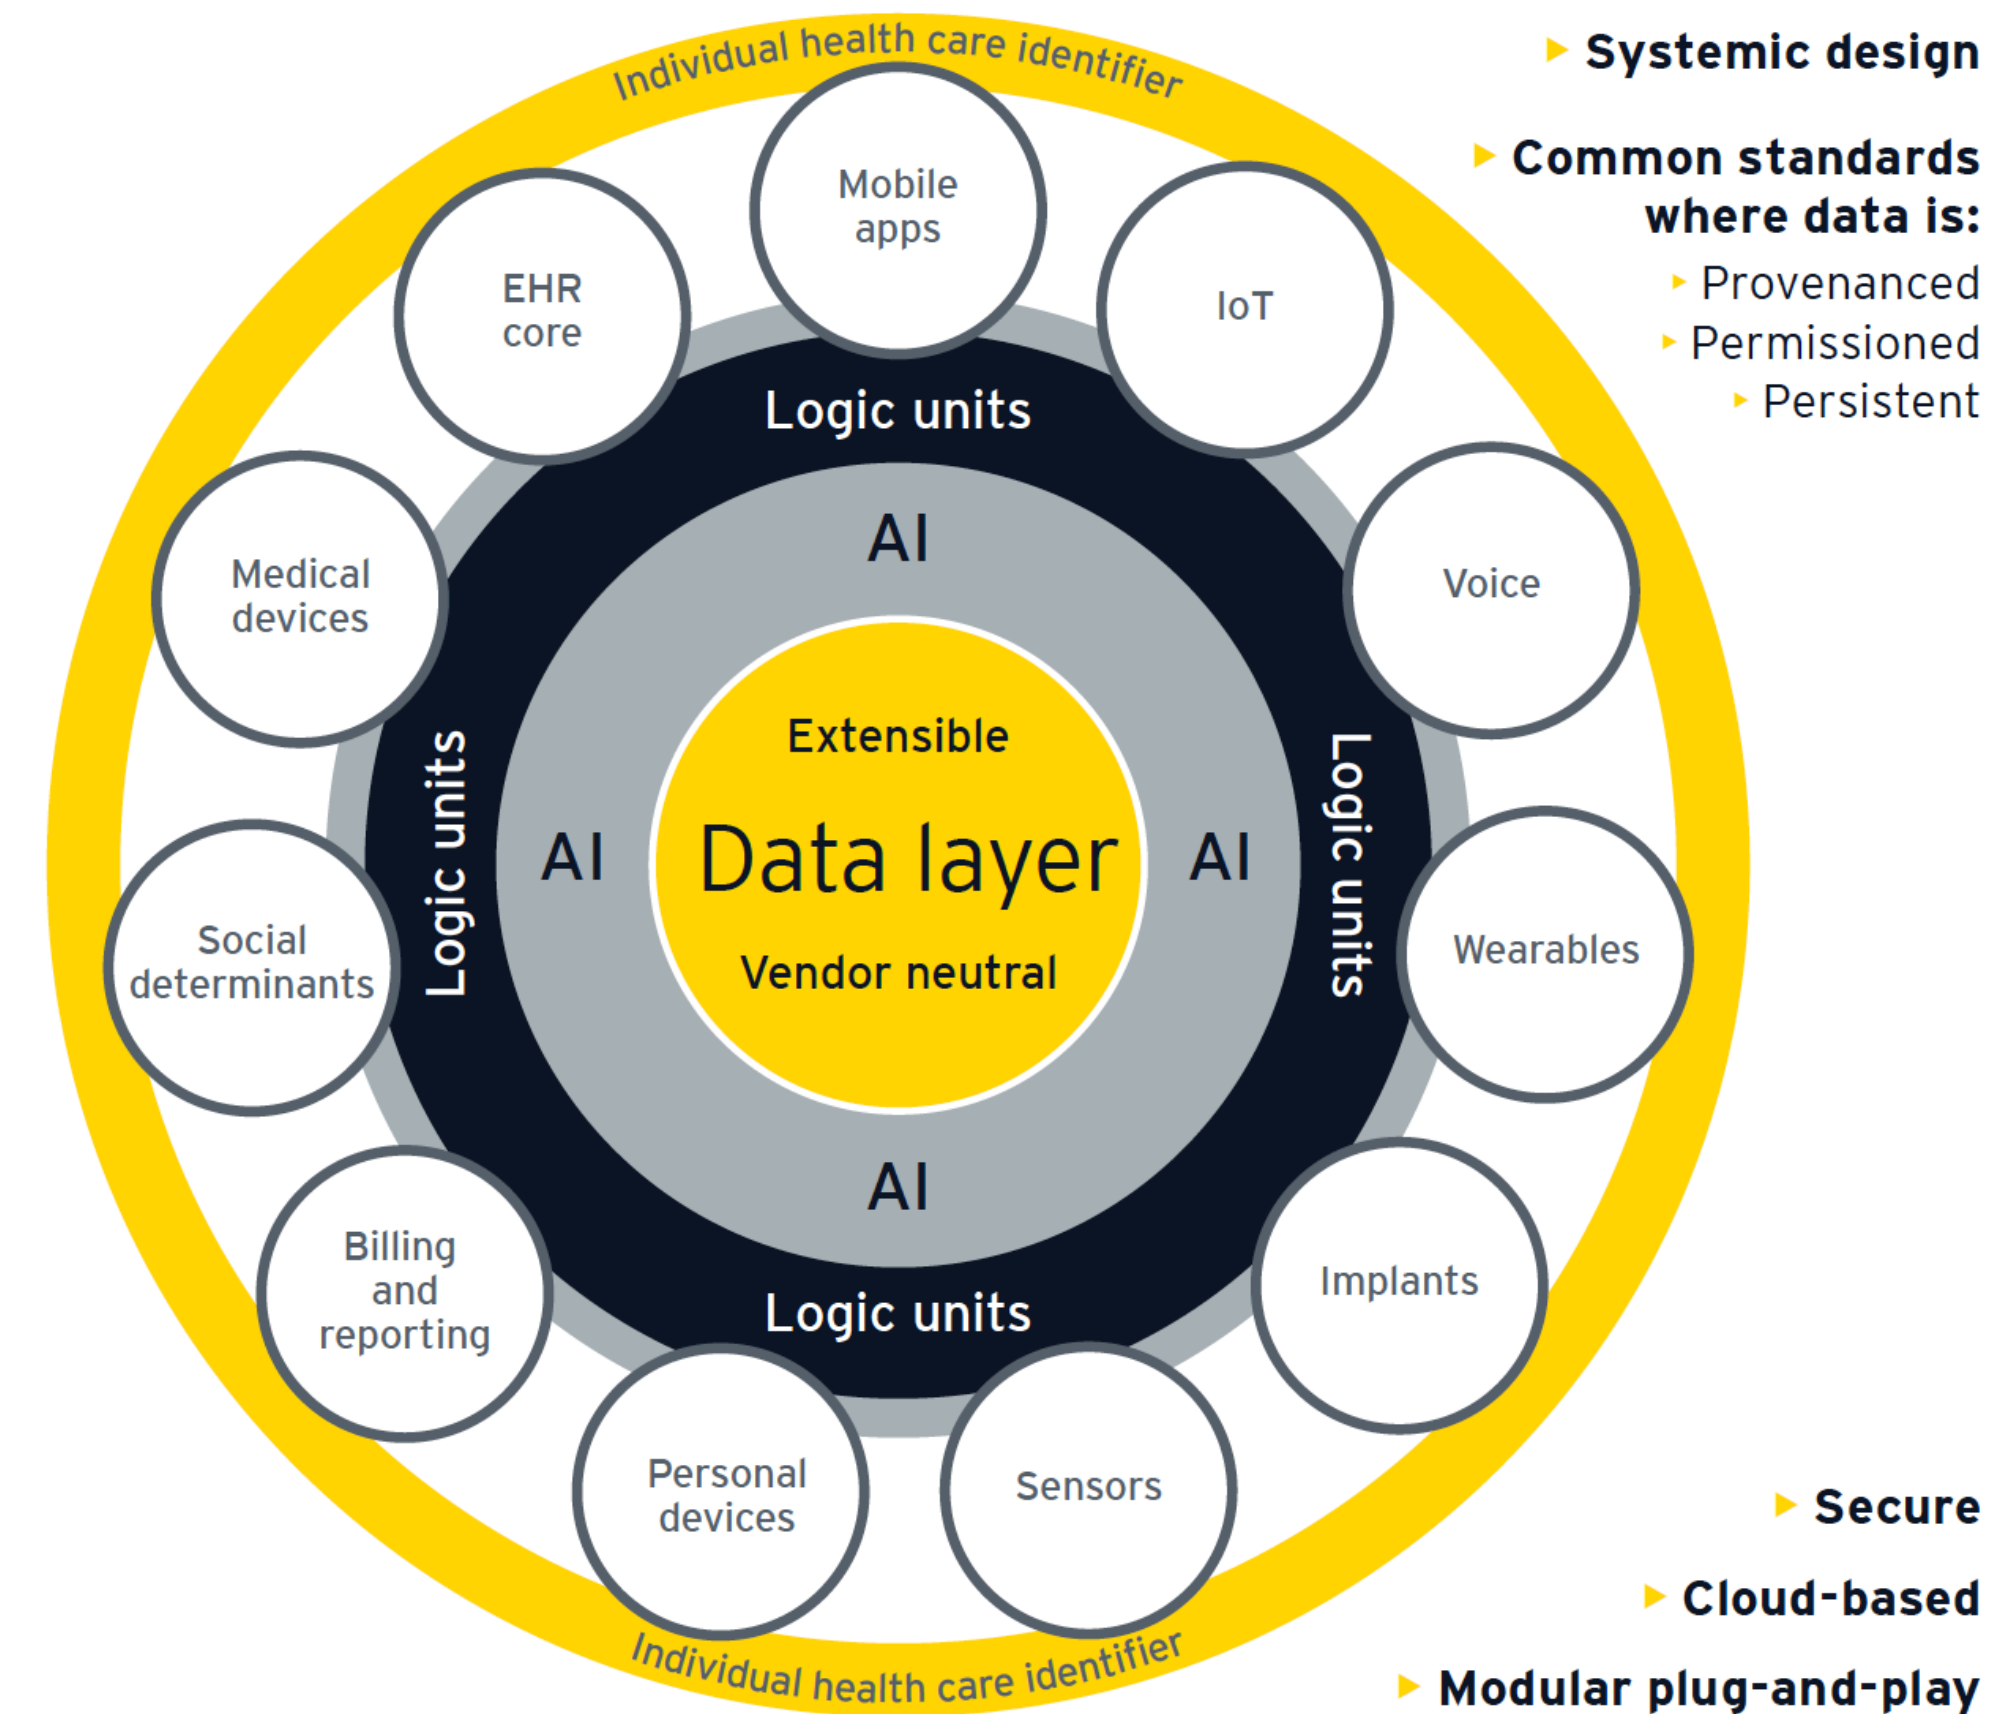 Individual health care identifier
Systemic design
Common standards
where data is:
Provenanced
Permissioned
Persistent
Mobile
apps
EHR
core
IoT
Medical
devices
Voice
Logic units
AI
Extensible
Data layer
Vendor neutral
AI
AI
Logic units
Logic units
AI
Logic units
Social
determinants
Wearables
Billing
and
reporting
Implants
Personal
devices
Sensors
Individual health care identifier
Secure
Cloud-based
Modular plug-and-play